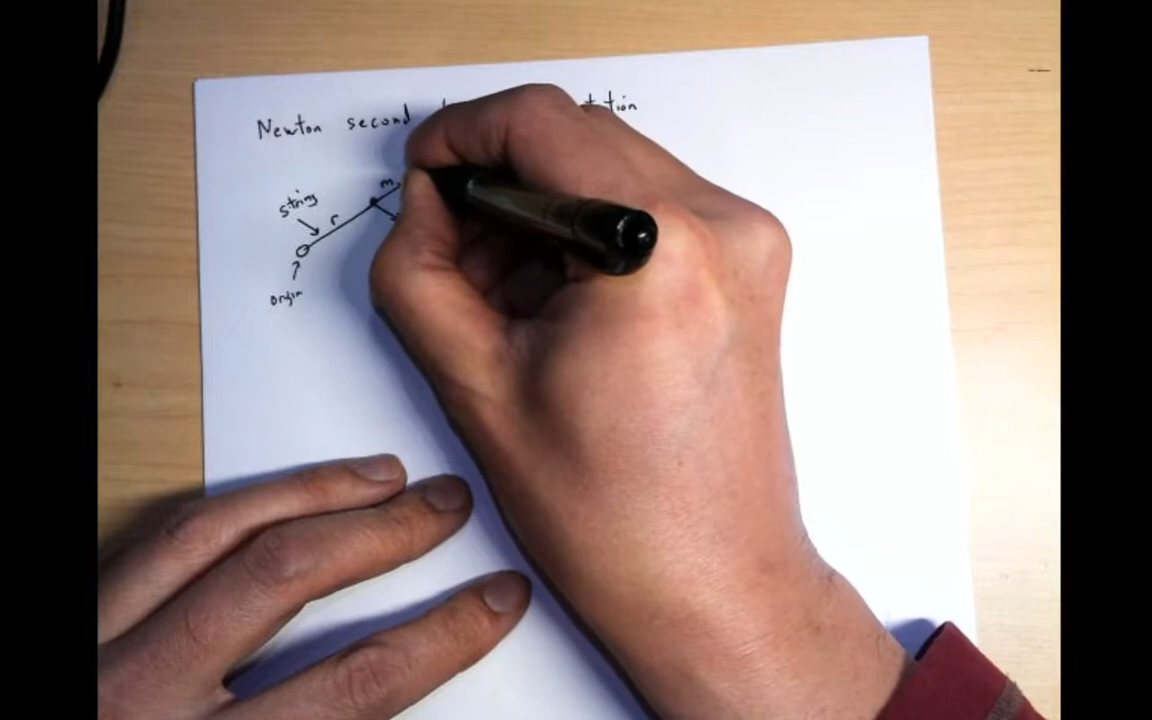 Newton second
m
string
r
origin